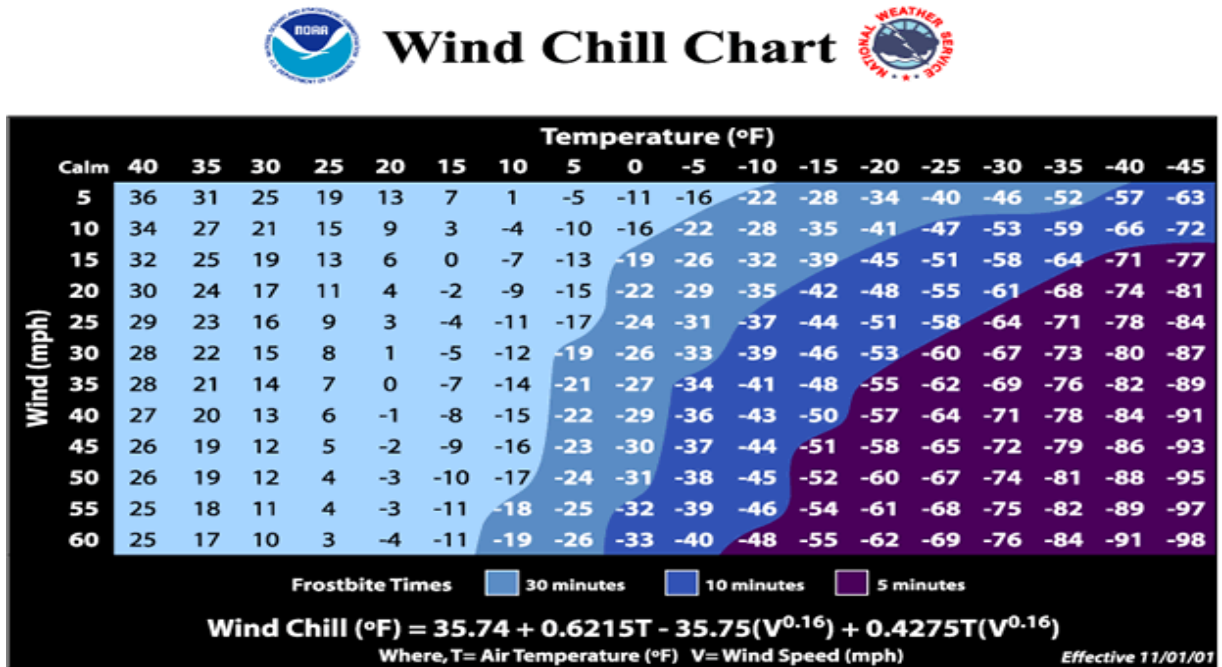 NOAA
NATIONAL OCEANIC AND ATMOSPHERIC ADMINISTRATION
U.S. DEPARTMENT OF COMMERCE
Wind Chill Chart
NATIONAL WEATHER SERVICE
Temperature (ºF)
Calm 40 35 30 25 20 15 10 5 0 -5 -10 -15 -20 -25 -30 -35 -40 -45
Wind (mph)
5 36 31 25 19 13 7 1 -5 -11 -16 -22 -28 -34 -40 -46 -52 -57 -63
10 34 27 21 15 9 3 -4 -10 -16 -22 -28 -35 -41 -47 -53 -59 -66 -72
15 32 25 19 13 6 0 -7 -13 -19 -26 -32 -39 -45 -51 -58 -64 -71 -77
20 30 24 17 11 4 -2 -9 -15 -22 -29 -35 -42 -48 -55 -61 -68 -74 -81
25 29 23 16 9 3 -4 -11 -17 -24 -31 -37 -44 -51 -58 -64 -71 -78 -84
30 28 22 15 8 1 -5 -12 -19 -26 -33 -39 -46 -53 -60 -67 -73 -80 -87
35 28 21 14 7 0 -7 -14 -21 -27 -34 -41 -48 -55 -62 -69 -76 -82 -89
40 27 20 13 6 -1 -8 -15 -22 -29 -36 -43 -50 -57 -64 -71 -78 -84 -91
45 26 19 12 5 -2 -9 -16 -23 -30 -37 -44 -51 -58 -65 -72 -79 -86 -93
50 26 19 12 4 -3 -10 -17 -24 -31 -38 -45 -52 -60 -67 -74 -81 -88 -95
55 25 18 11 4 -3 -11 -18 -25 -32 -39 -46 -54 -61 -68 -75 -82 -89 -97
60 25 17 10 3 -4 -11 -19 -26 -33 -40 -48 -55 -62 -69 -76 -84 -91 -98
Frostbite Times 30 minutes 10 minutes 5 minutes
Wind Chill (ºF) = 35.74 + 0.6215T - 35.75(V^0.16) + 0.4275T(V^0.16)
Where, T= Air Temperature (ºF) V= Wind Speed (mph) Effective 11/01/01